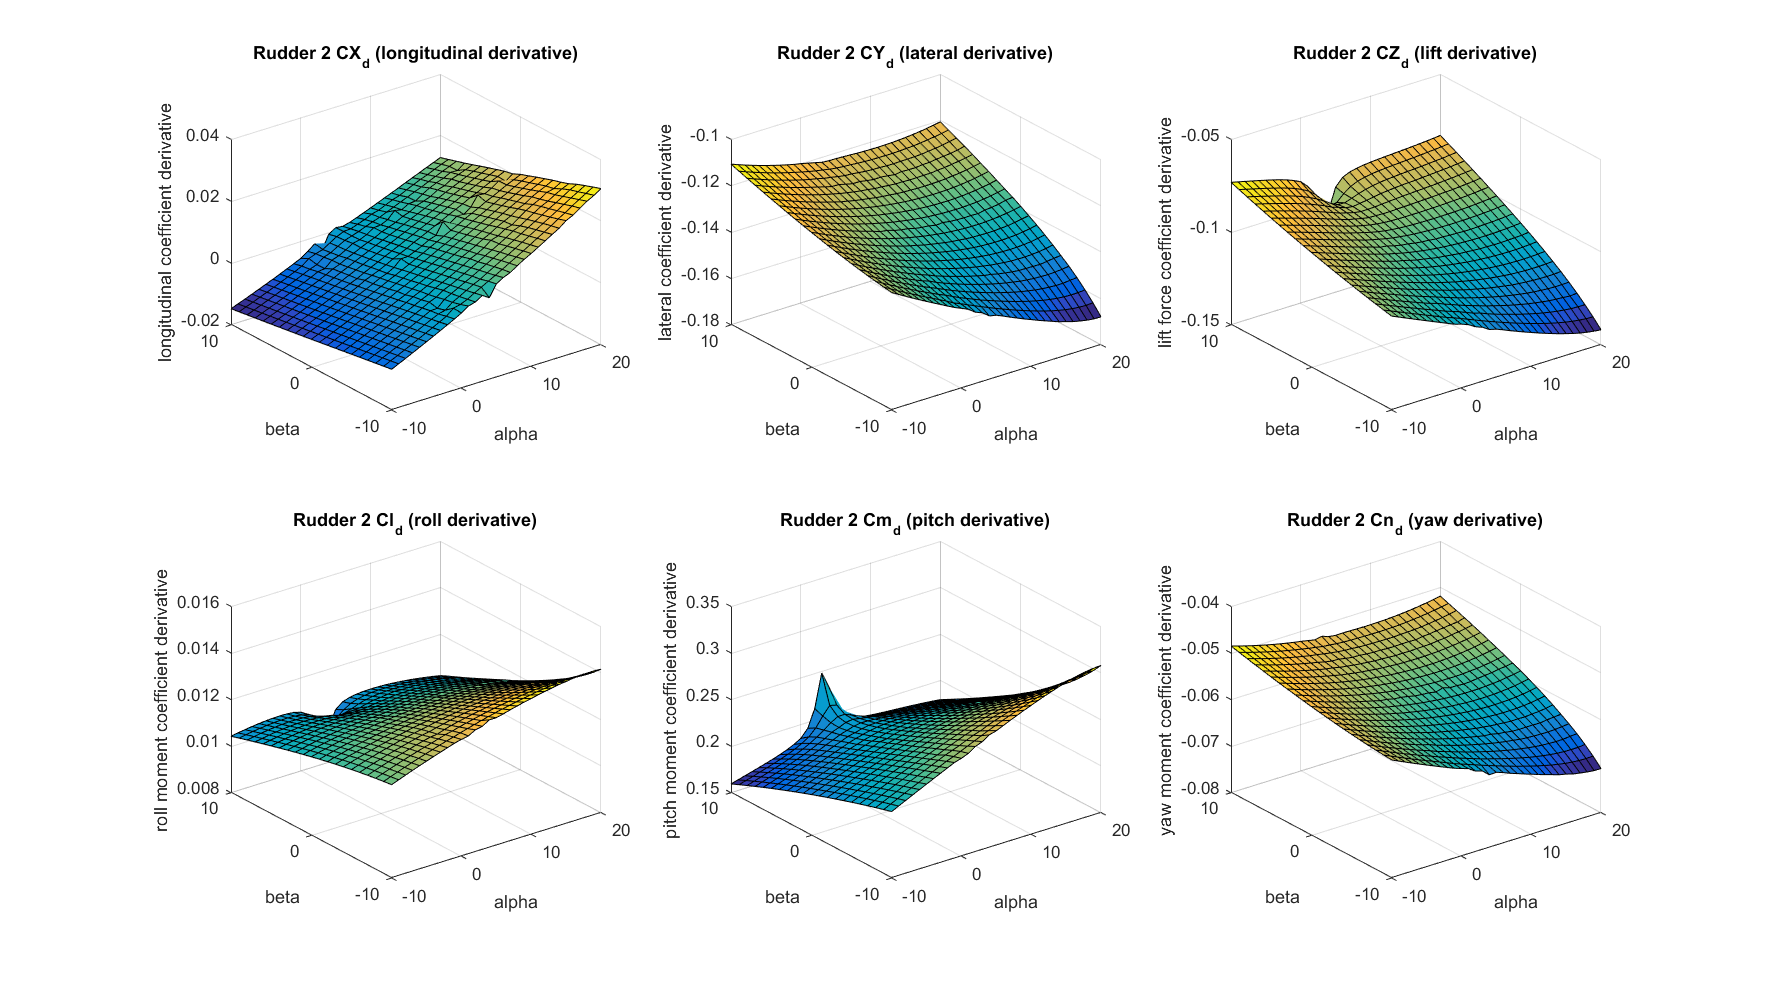 Rudder 2 CXd (longitudinal derivative)
longitudinal coefficient derivative
0.04
0.02
0
-0.02
10
0
-10
beta
-10
0
10
20
alpha
Rudder 2 CYd (lateral derivative)
lateral coefficient derivative
-0.1
-0.12
-0.14
-0.16
-0.18
10
0
-10
beta
-10
0
10
20
alpha
Rudder 2 CZd (lift derivative)
lift force coefficient derivative
-0.05
-0.1
-0.15
10
0
-10
beta
-10
0
10
20
alpha
Rudder 2 Cld (roll derivative)
roll moment coefficient derivative
0.016
0.014
0.012
0.01
0.008
10
0
-10
beta
-10
0
10
20
alpha
Rudder 2 Cmd (pitch derivative)
pitch moment coefficient derivative
0.35
0.3
0.25
0.2
0.15
10
0
-10
beta
-10
0
10
20
alpha
Rudder 2 Cnd (yaw derivative)
yaw moment coefficient derivative
-0.04
-0.05
-0.06
-0.07
-0.08
10
0
-10
beta
-10
0
10
20
alpha